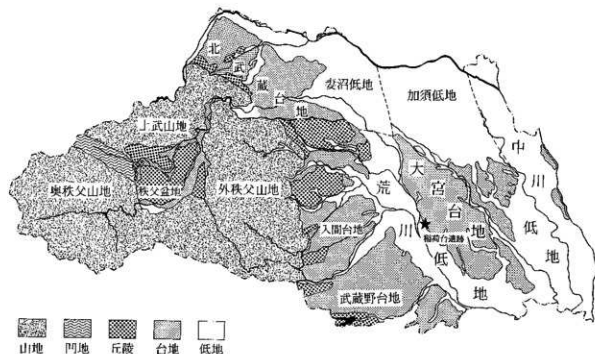 北武蔵台地
妻沼低地
加須低地
中川低地
上武山地
奥秩父山地
秩父盆地
外秩父山地
大宮台地
荒川低地
入間台地
稲荷台遺跡
武蔵野台地
山地
凹地
丘陵
台地
低地